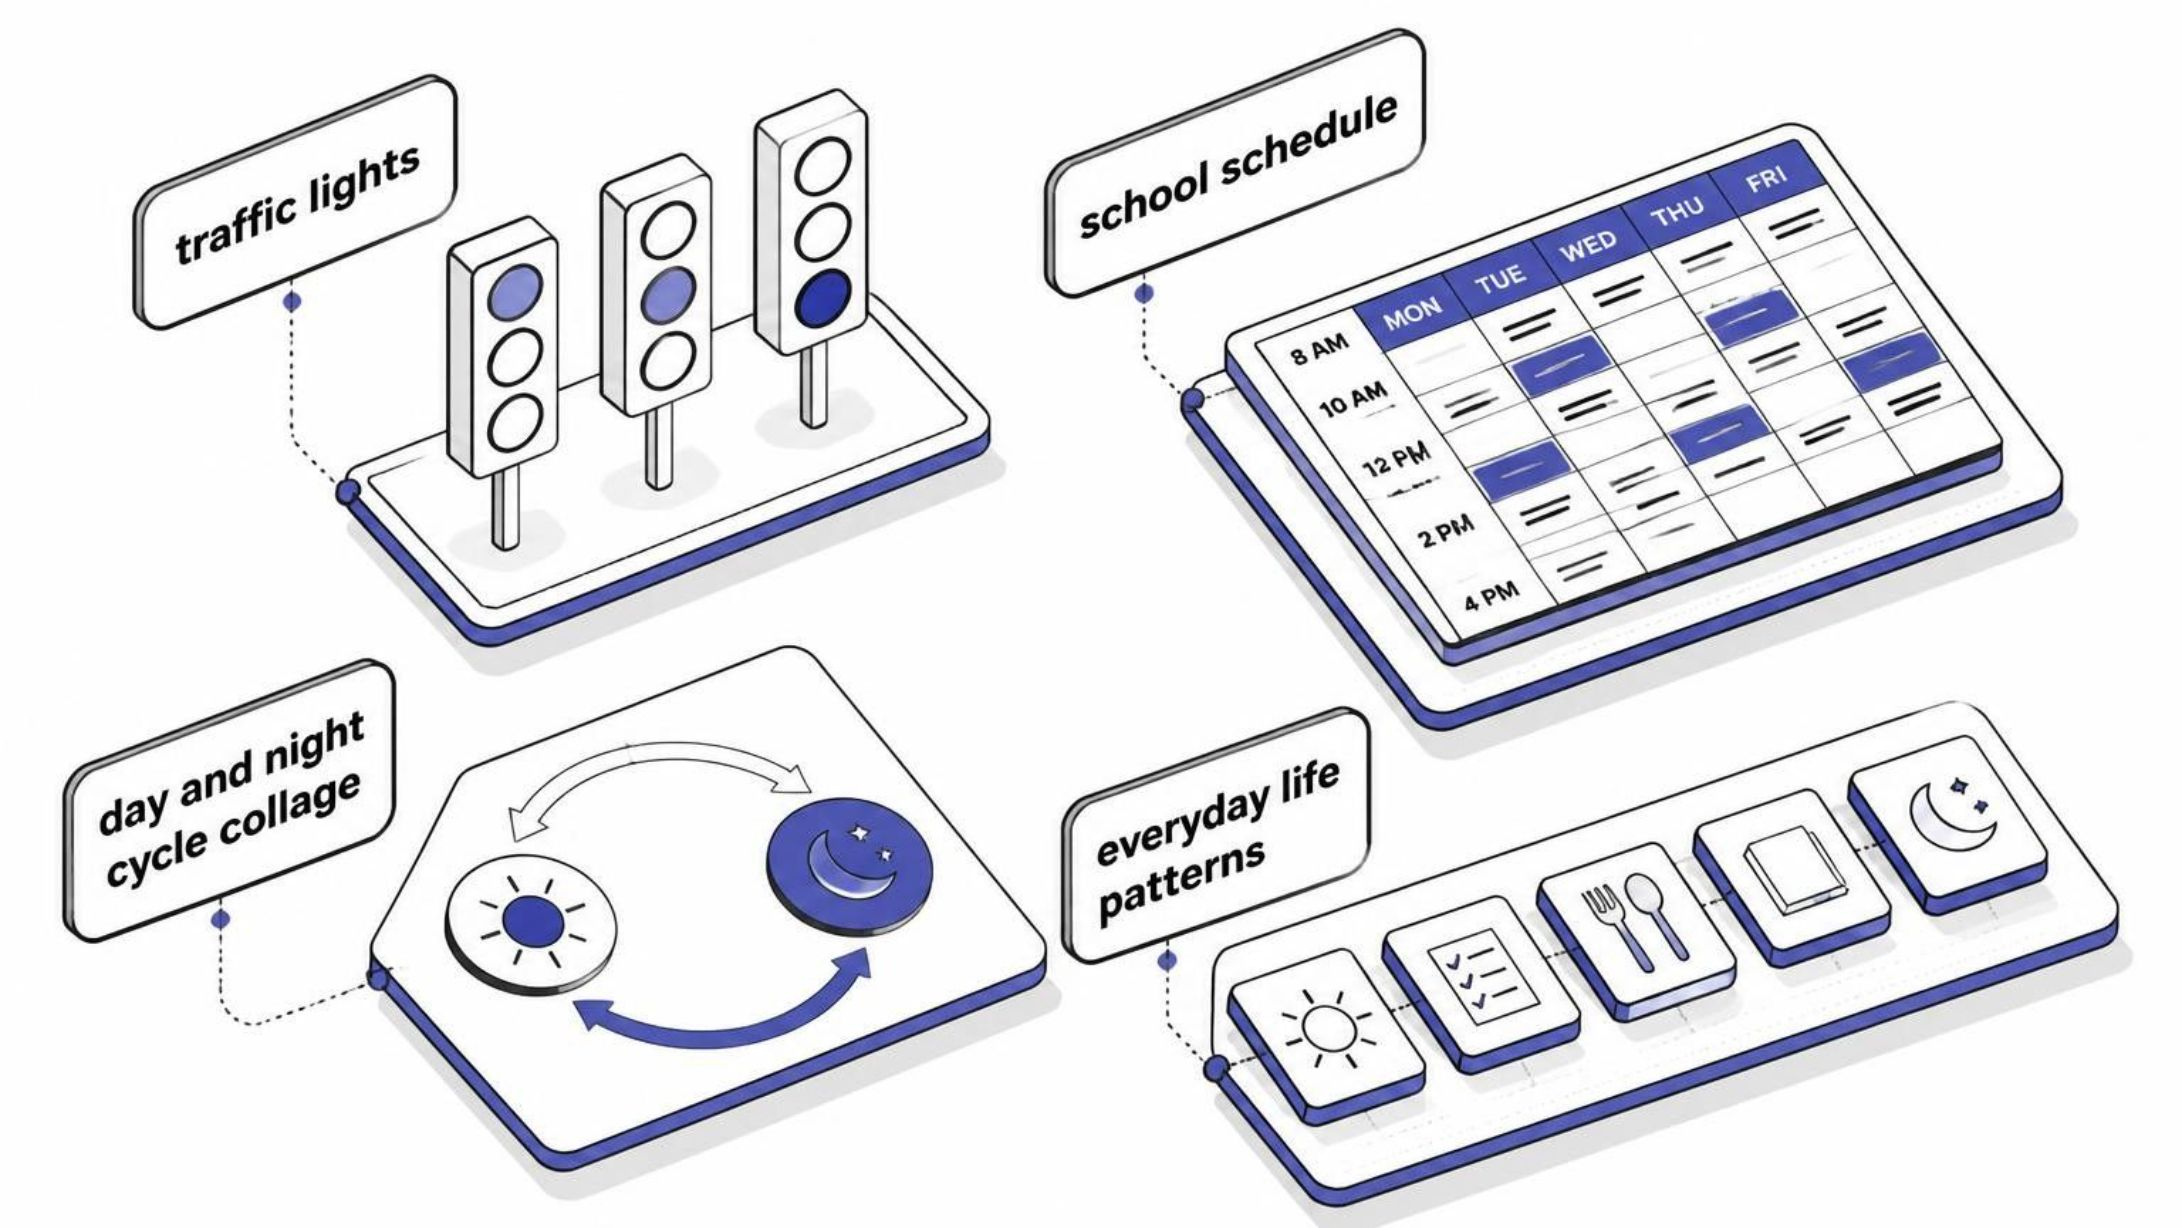 traffic lights
school schedule
MON TUE WED THU FRI
8 AM
10 AM
12 PM
2 PM
4 PM
day and night
cycle collage
everyday life
patterns